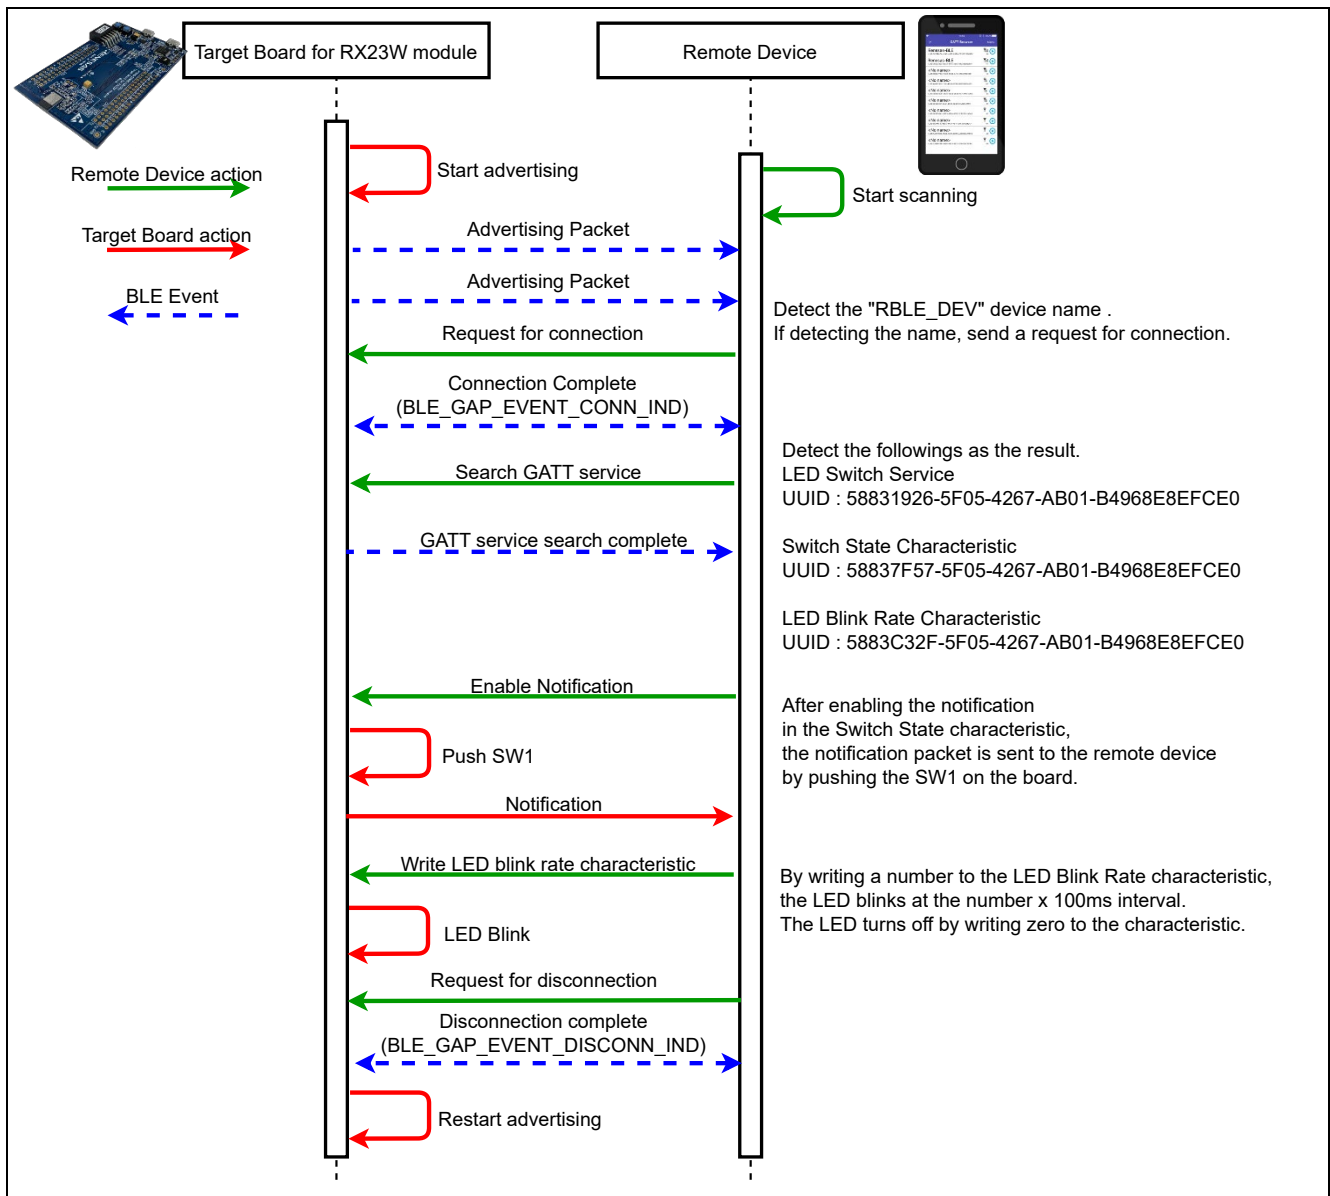 Target Board for RX23W module
Remote Device
Remote Device action
Start advertising
Start scanning
Target Board action
Advertising Packet
BLE Event
Advertising Packet
Detect the "RBLE_DEV" device name .
If detecting the name, send a request for connection.
Request for connection
Connection Complete
(BLE_GAP_EVENT_CONN_IND)
Detect the followings as the result.
LED Switch Service
UUID : 58831926-5F05-4267-AB01-B4968E8EFCE0
Search GATT service
GATT service search complete
Switch State Characteristic
UUID : 58837F57-5F05-4267-AB01-B4968E8EFCE0
LED Blink Rate Characteristic
UUID : 5883C32F-5F05-4267-AB01-B4968E8EFCE0
Enable Notification
After enabling the notification
in the Switch State characteristic,
the notification packet is sent to the remote device
by pushing the SW1 on the board.
Push SW1
Notification
Write LED blink rate characteristic
By writing a number to the LED Blink Rate characteristic,
the LED blinks at the number x 100ms interval.
The LED turns off by writing zero to the characteristic.
LED Blink
Request for disconnection
Disconnection complete
(BLE_GAP_EVENT_DISCONN_IND)
Restart advertising